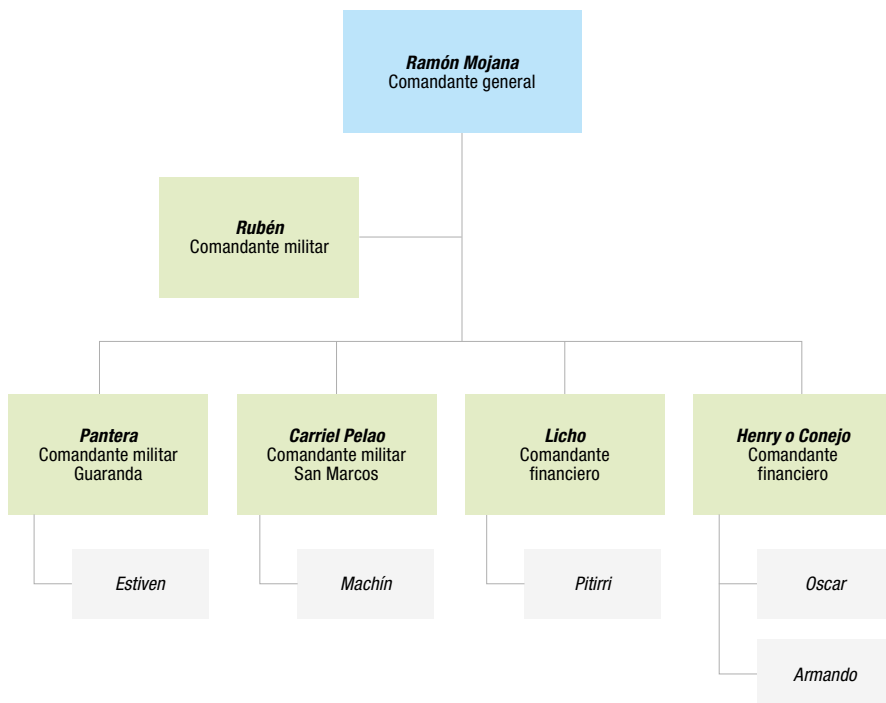 Ramón Mojana
Comandante general
Rubén
Comandante militar
Pantera
Comandante militar
Guaranda
Carriel Pelao
Comandante militar
San Marcos
Licho
Comandante
financiero
Henry o Conejo
Comandante
financiero
Estiven
Machín
Pitirri
Oscar
Armando